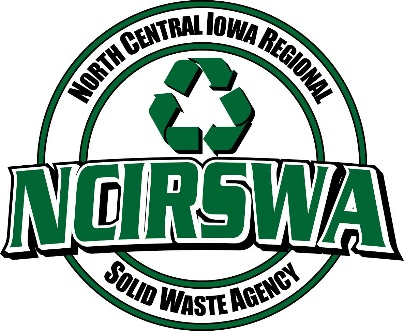 North Central Iowa Regional
NCIRSWA
Solid Waste Agency